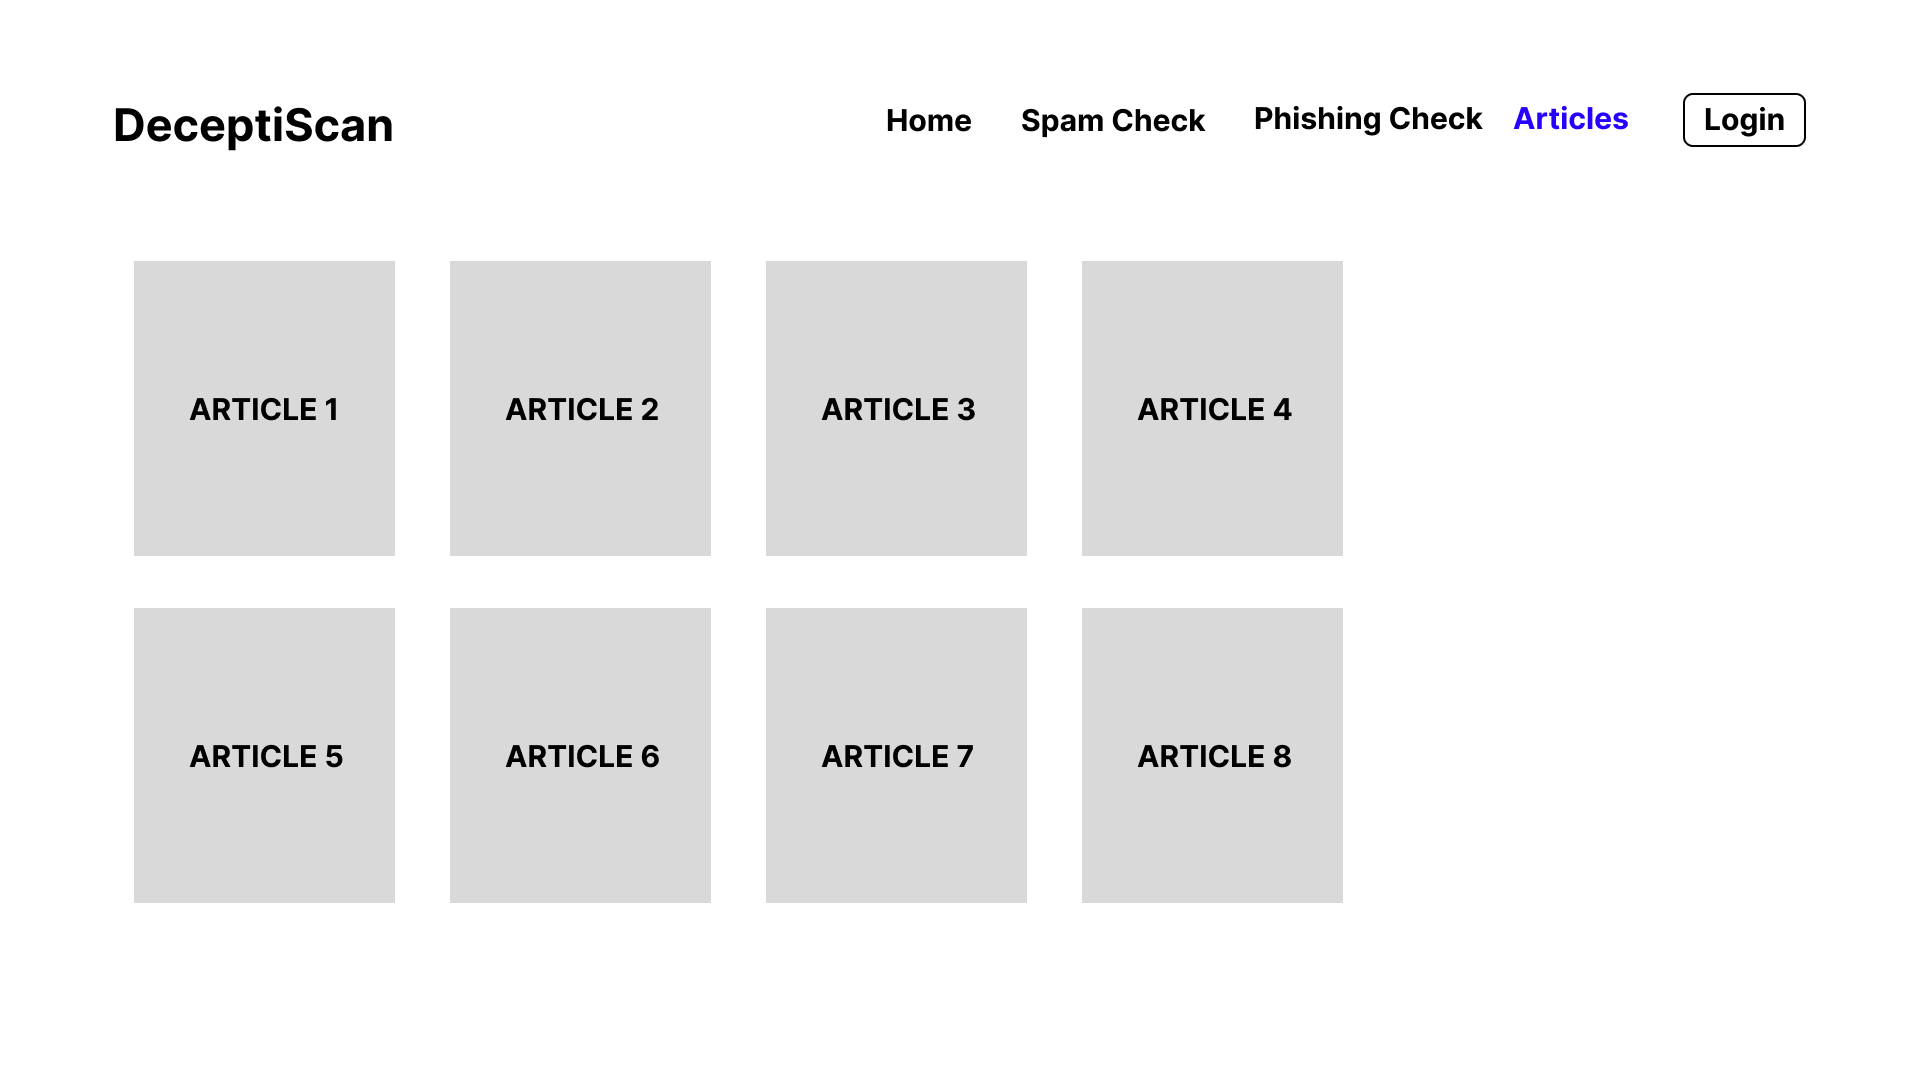 DeceptiScan
Home Spam Check Phishing Check Articles Login
ARTICLE 1 ARTICLE 2 ARTICLE 3 ARTICLE 4
ARTICLE 5 ARTICLE 6 ARTICLE 7 ARTICLE 8